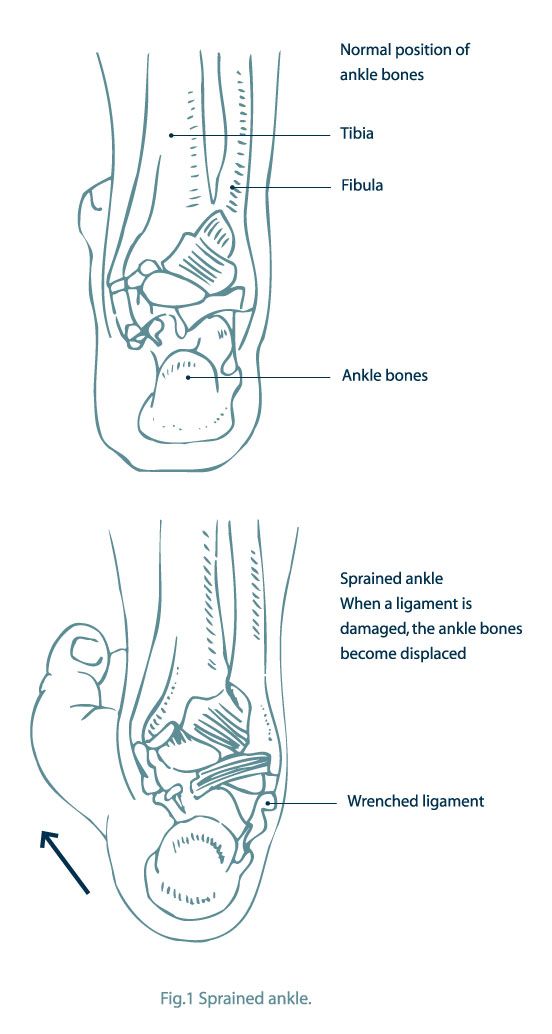 Normal position of
ankle bones
Tibia
Fibula
Ankle bones
Sprained ankle
When a ligament is
damaged, the ankle bones
become displaced
Wrenched ligament
Fig.1 Sprained ankle.